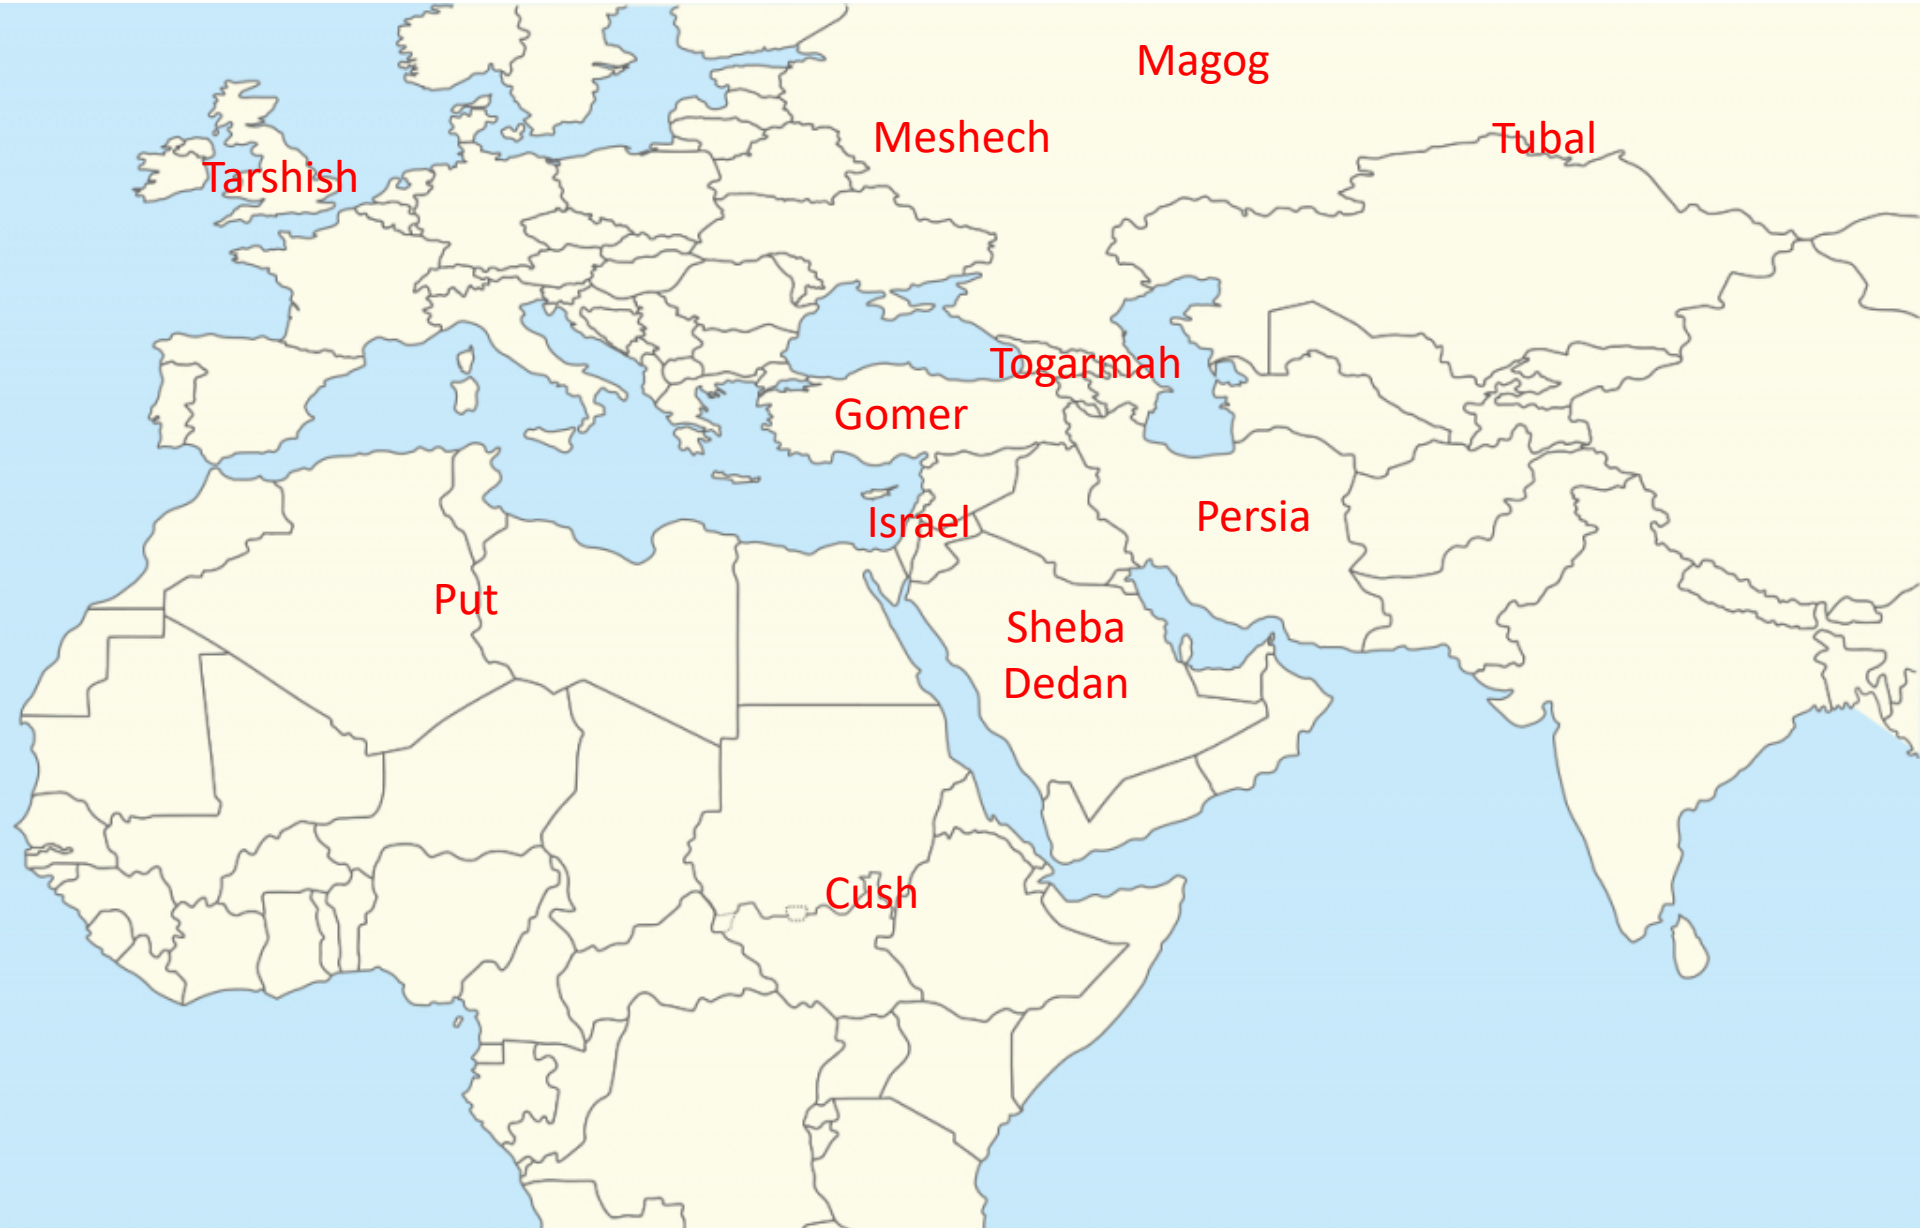 Magog
Meshech
Tubal
Tarshish
Togarmah
Gomer
Israel
Persia
Put
Sheba
Dedan
Cush